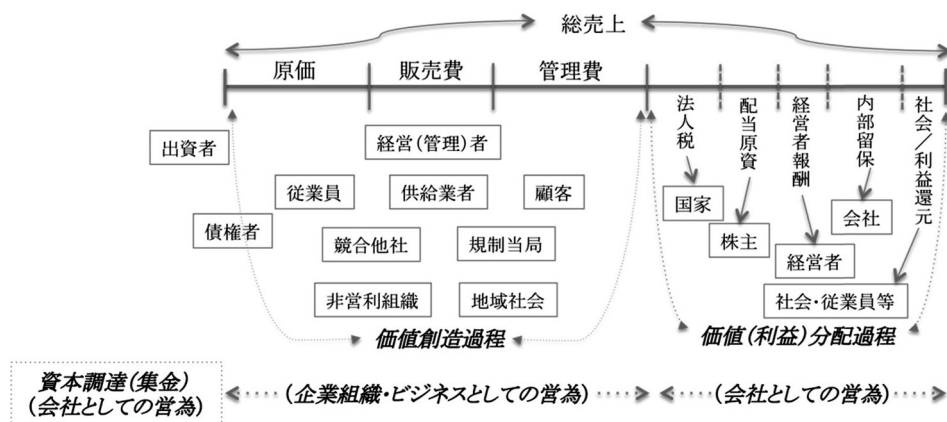 総売上
原価
販売費
管理費
法人税
配当原資
経営者報酬
内部留保
社会／利益還元
出資者
経営(管理)者
従業員
供給業者
顧客
国家
会社
債権者
競合他社
規制当局
株主
経営者
非営利組織
地域社会
社会・従業員等
価値創造過程
価値(利益)分配過程
資本調達(集金)
(会社としての営為)
(企業組織・ビジネスとしての営為)
(会社としての営為)